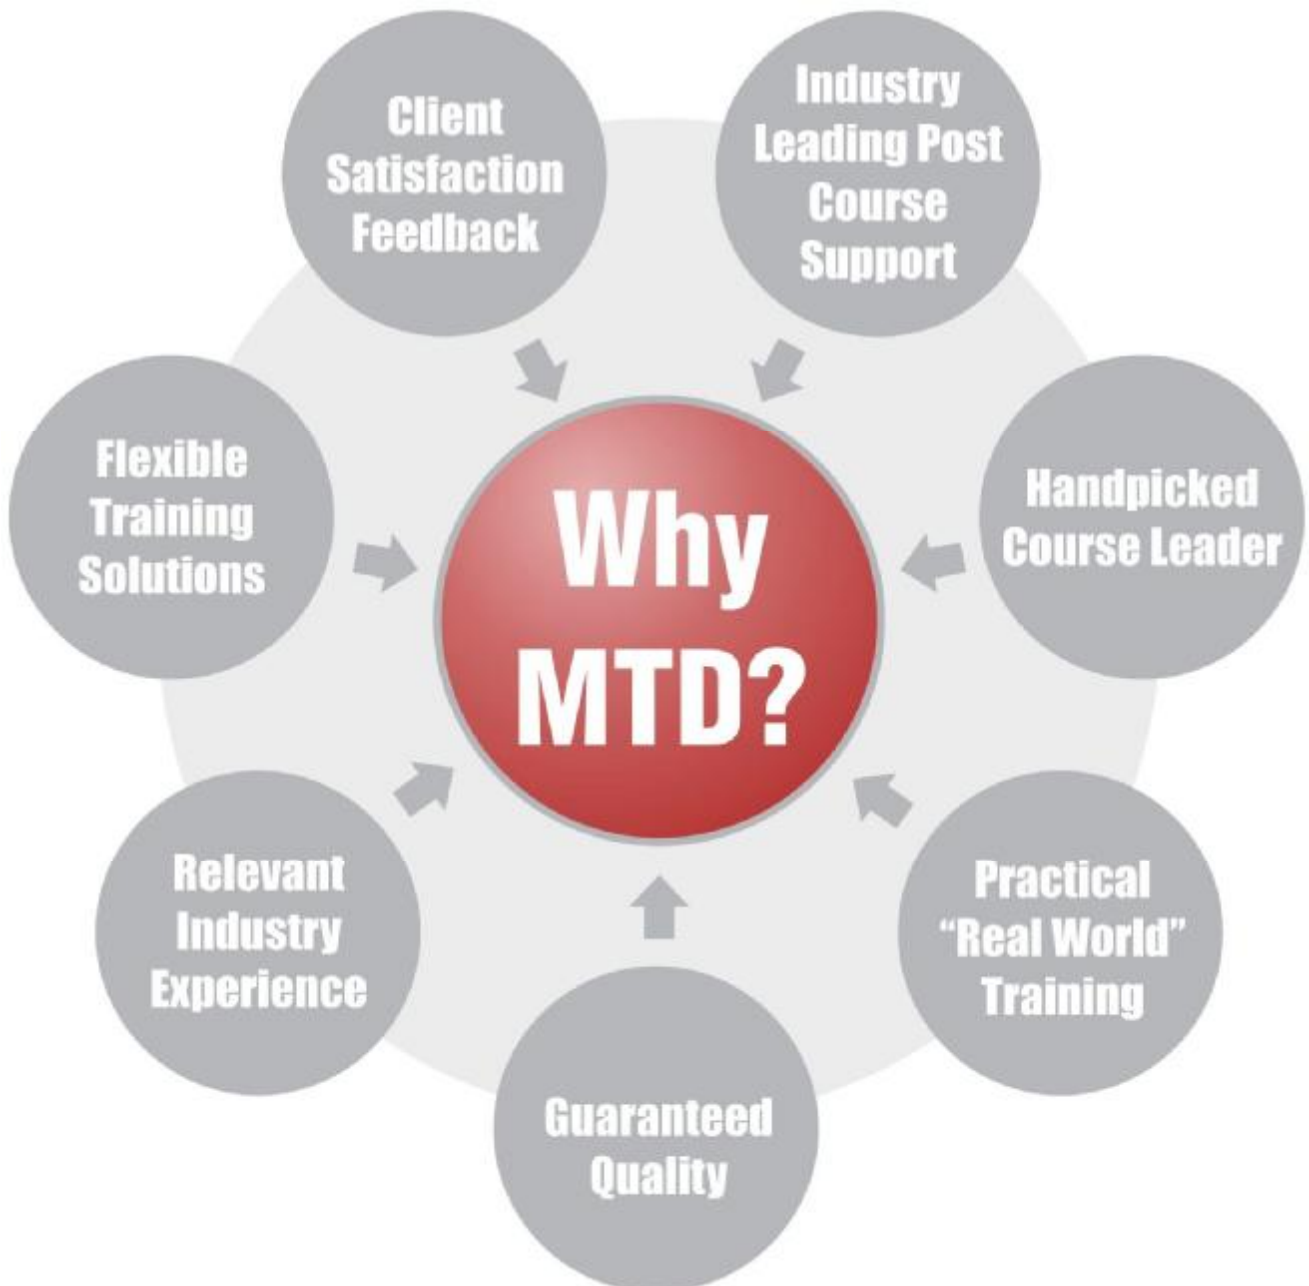 Client
Satisfaction
Feedback
Industry
Leading Post
Course
Support
Flexible
Training
Solutions
Why
MTD?
Handpicked
Course Leader
Relevant
Industry
Experience
Practical
“Real World”
Training
Guaranteed
Quality